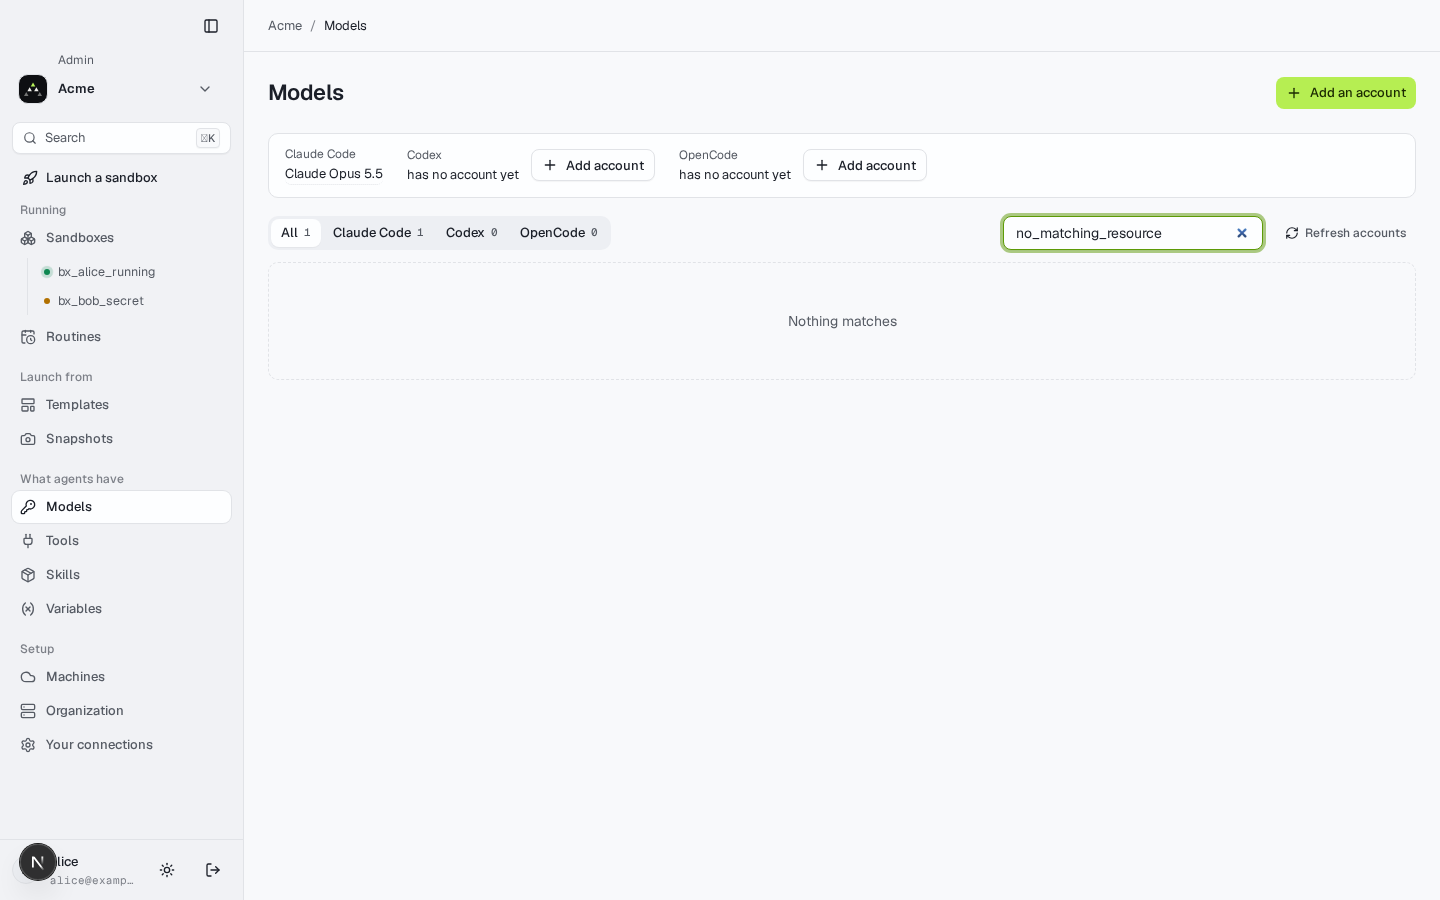 Acme / Models
Admin
Acme
Search
K
Launch a sandbox
Running
Sandboxes
bx_alice_running
bx_bob_secret
Routines
Launch from
Templates
Snapshots
What agents have
Models
Tools
Skills
Variables
Setup
Machines
Organization
Your connections
lice
alice@examp…
Models
Add an account
Claude Code
Claude Opus 5.5
Codex
has no account yet
Add account
OpenCode
has no account yet
Add account
All 1 Claude Code 1 Codex 0 OpenCode 0
no_matching_resource
Refresh accounts
Nothing matches